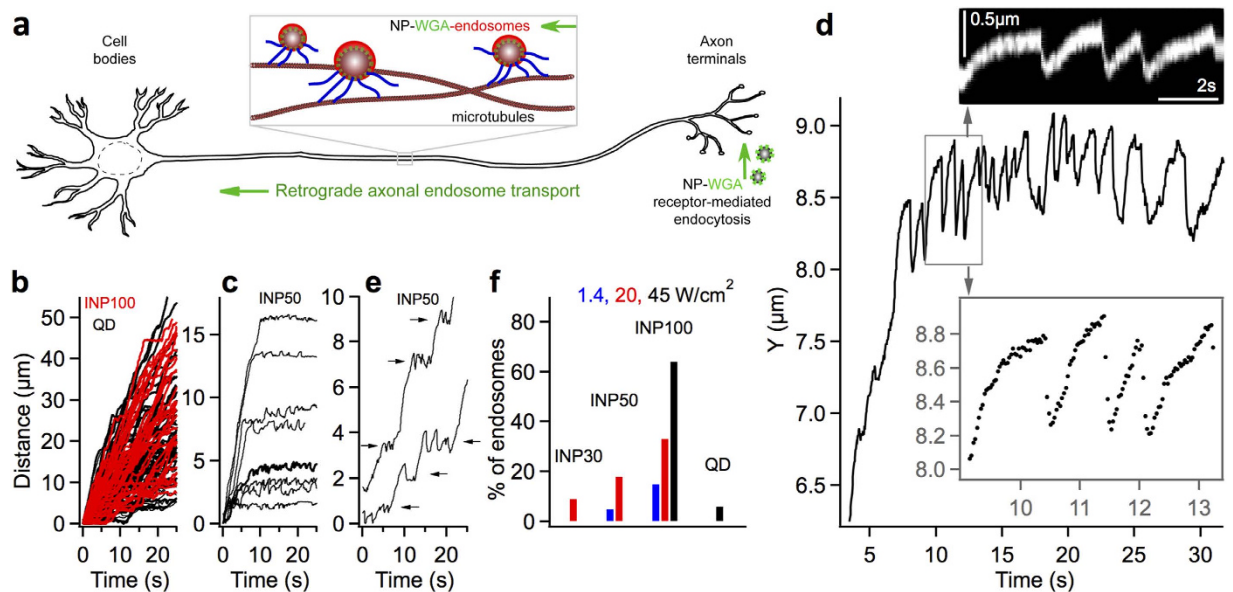 a
Cell
bodies
NP-WGA-endosomes
microtubules
Axon
terminals
Retrograde axonal endosome transport
NP-WGA
receptor-mediated
endocytosis
b
INP100
QD
Distance (μm)
50
40
30
20
10
0
0
10
20
Time (s)
c
INP50
15
10
5
0
0
10
20
Time (s)
e
INP50
10
8
6
4
2
0
0
10
20
Time (s)
f
1.4, 20, 45 W/cm²
% of endosomes
80
60
40
20
0
INP30
INP50
INP100
QD
d
0.5μm
2s
Y (μm)
9.0
8.5
8.0
7.5
7.0
6.5
5
10
15
20
25
30
Time (s)
8.8
8.6
8.4
8.2
8.0
10
11
12
13